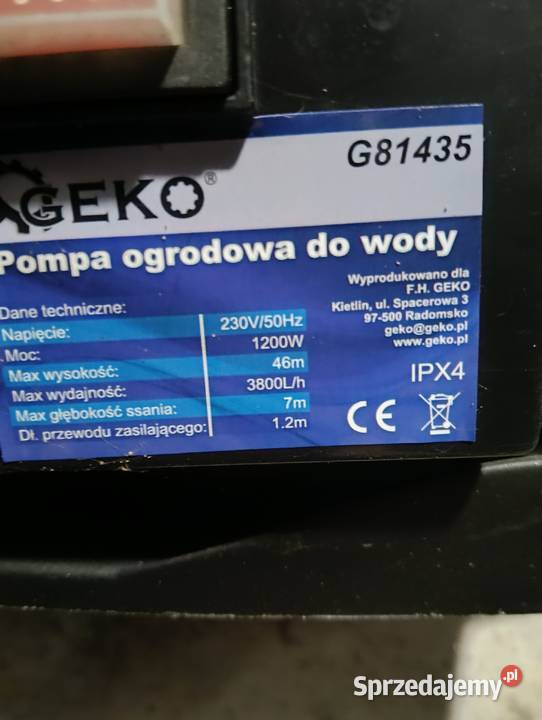 G81435
GEKO®
Pompa ogrodowa do wody
Wyprodukowano dla
F.H. GEKO
Kietlin, ul. Spacerowa 3
97-500 Radomsko
geko@geko.pl
www.geko.pl
Dane techniczne:
Napięcie: 230V/50Hz
Moc: 1200W
Max wysokość: 46m
Max wydajność: 3800L/h
Max głębokość ssania: 7m
Dł. przewodu zasilającego: 1.2m
IPX4
CE
Sprzedajemy.pl